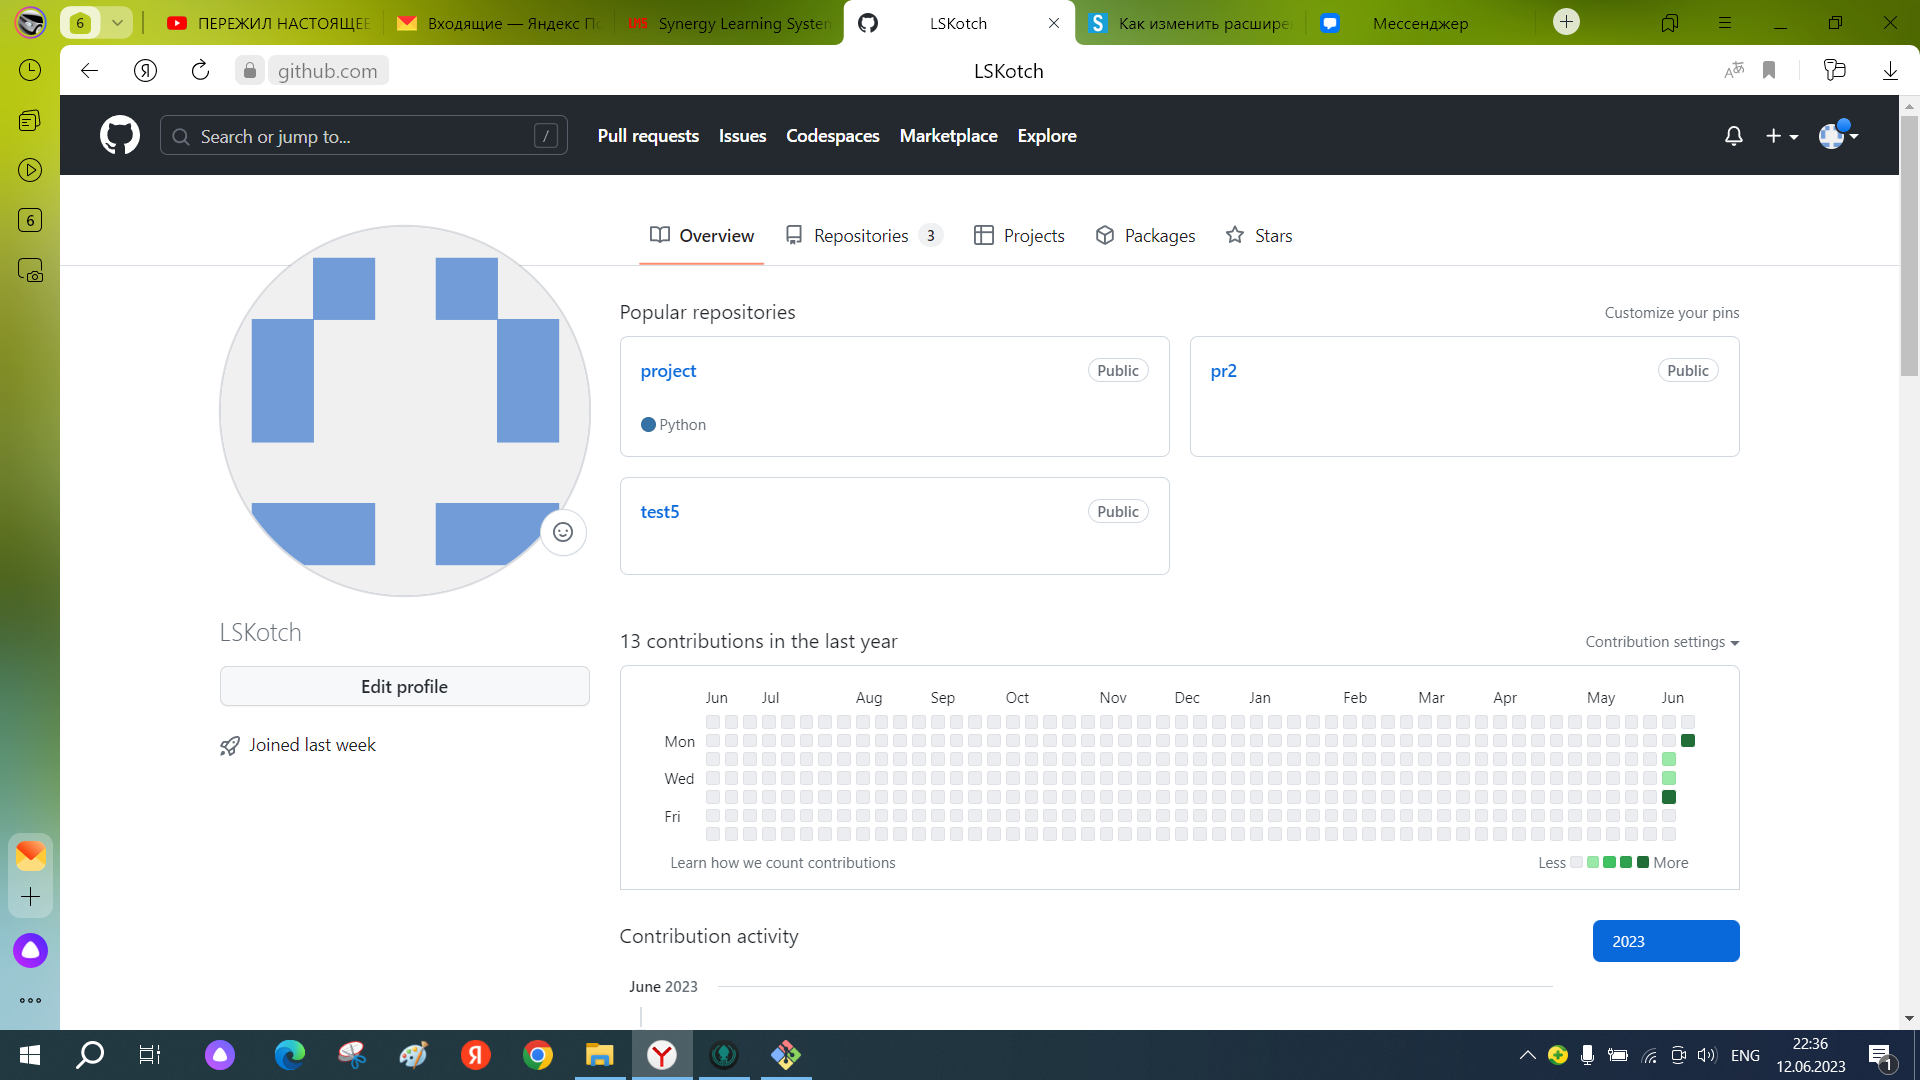 6
ПЕРЕЖИЛ НАСТОЯЩЕЕ
Входящие — Яндекс По
U15 Synergy Learning System
LSKotch
S Как изменить расшире
Мессенджер
Я
github.com
LSKotch
Search or jump to...
/
Pull requests
Issues
Codespaces
Marketplace
Explore
6
Overview
Repositories 3
Projects
Packages
Stars
Popular repositories
Customize your pins
project
Public
Python
pr2
Public
test5
Public
LSKotch
Edit profile
Joined last week
13 contributions in the last year
Contribution settings
Jun Jul Aug Sep Oct Nov Dec Jan Feb Mar Apr May Jun
Mon
Wed
Fri
Learn how we count contributions
Less
More
Contribution activity
2023
June 2023
Я
Y
ENG
22:36
12.06.2023
1